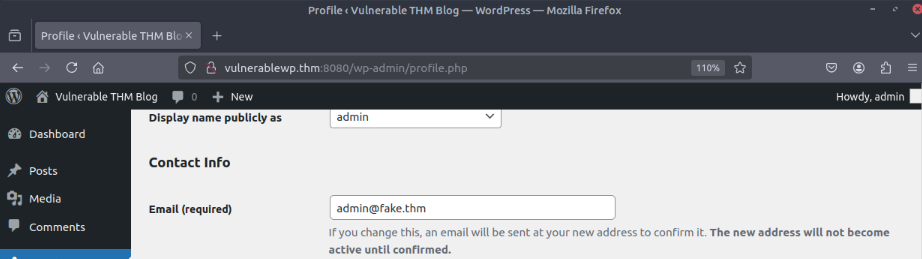 Profile ‹ Vulnerable THM Blog — WordPress — Mozilla Firefox
Profile ‹ Vulnerable THM Blo
vulnerablewp.thm:8080/wp-admin/profile.php 110%
Vulnerable THM Blog 0 New Howdy, admin
Display name publicly as admin
Dashboard
Contact Info
Posts
Media
Email (required) admin@fake.thm
Comments
If you change this, an email will be sent at your new address to confirm it. The new address will not become
active until confirmed.